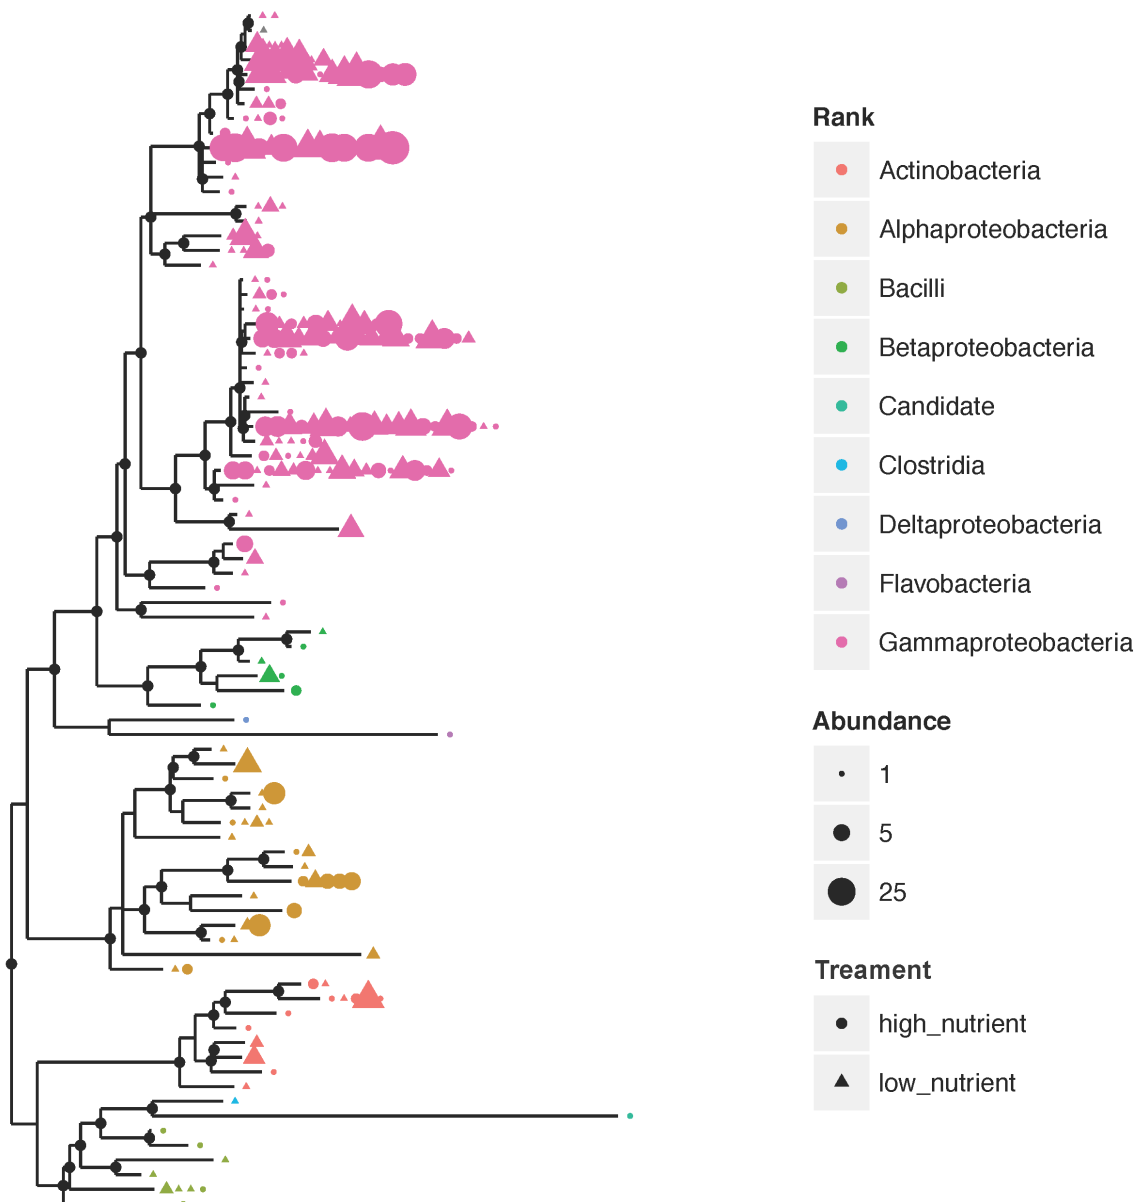 Rank
Actinobacteria
Alphaproteobacteria
Bacilli
Betaproteobacteria
Candidate
Clostridia
Deltaproteobacteria
Flavobacteria
Gammaproteobacteria
Abundance
1
5
25
Treament
high_nutrient
low_nutrient